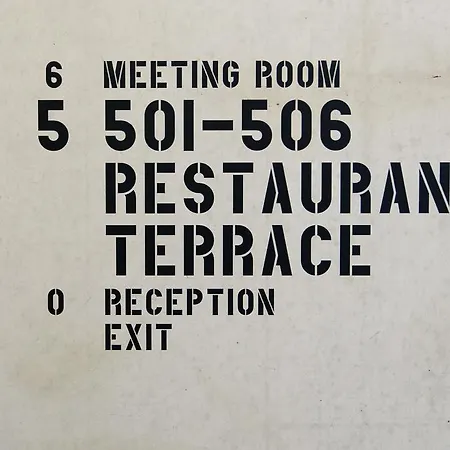 6 MEETING ROOM
5 501-506
RESTAURAN
TERRACE
0 RECEPTION
EXIT